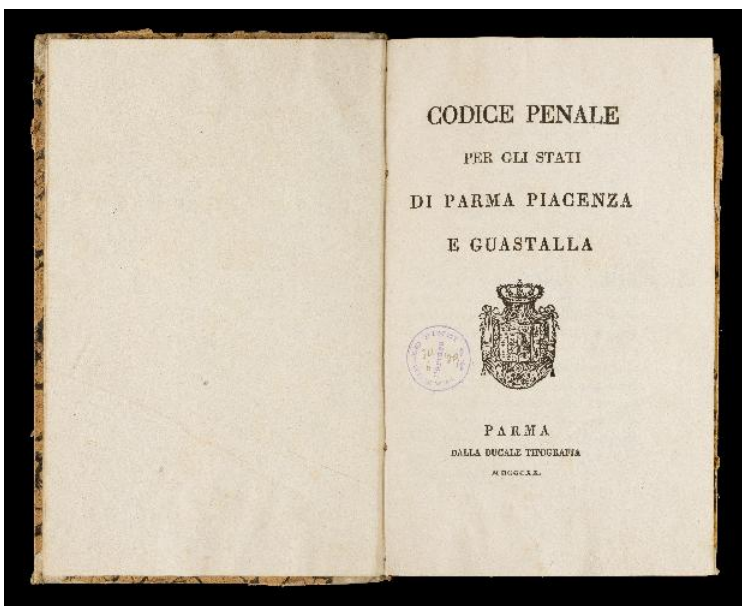 CODICE PENALE
PER GLI STATI
DI PARMA PIACENZA
E GUASTALLA
PARMA
DALLA DUCALE TIPOGRAFIA
MDCCCXX.